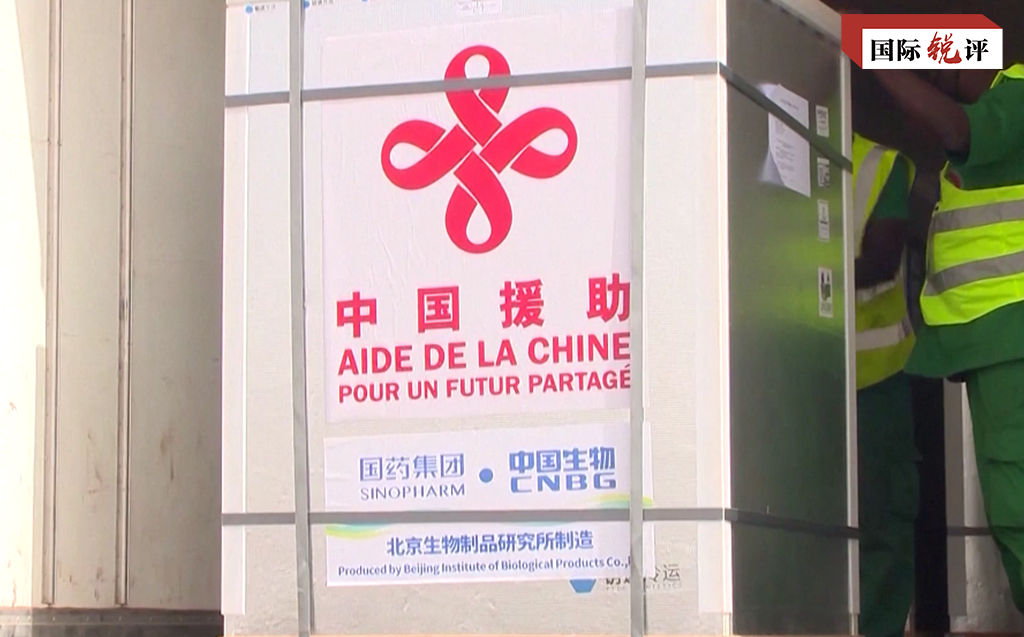 国际锐评
中国援助
AIDE DE LA CHINE
POUR UN FUTUR PARTAGÉ
国药集团 • 中国生物
SINOPHARM CNBG
北京生物制品研究所制造
Produced by Beijing Institute of Biological Products Co.,